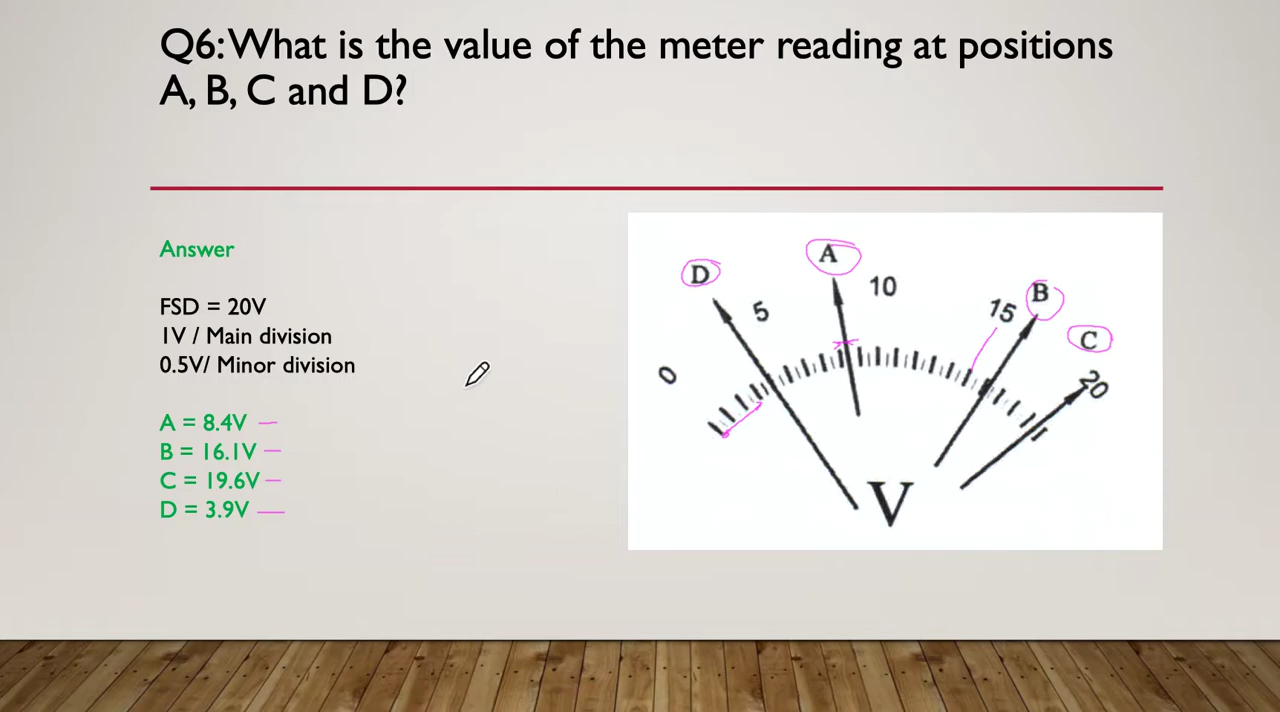 Q6: What is the value of the meter reading at positions
A, B, C and D?
Answer
FSD = 20V
1V / Main division
0.5V/ Minor division
A = 8.4V
B = 16.1V
C = 19.6V
D = 3.9V
D
A
B
C
0
5
10
15
20
V